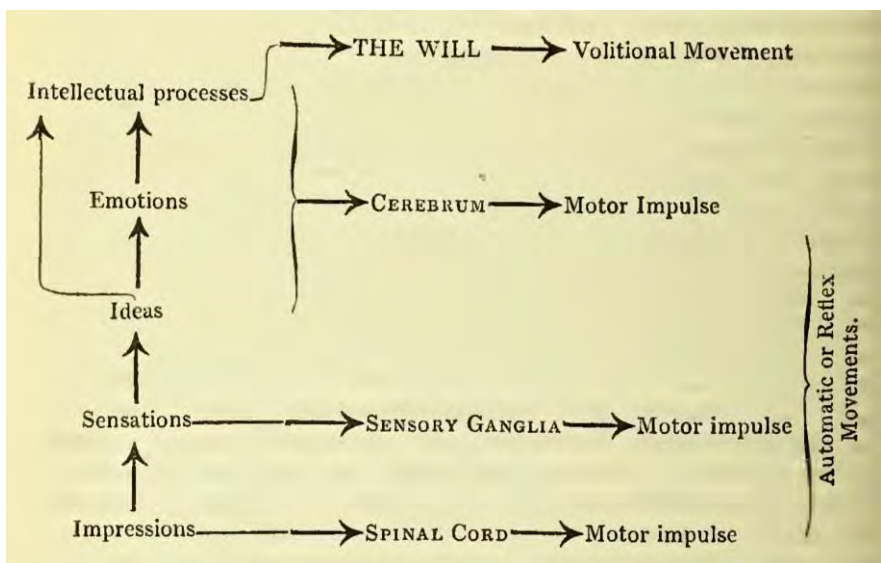 THE WILL Volitional Movement
Intellectual processes
Emotions CEREBRUM Motor Impulse
Ideas
Sensations SENSORY GANGLIA Motor impulse
Impressions SPINAL CORD Motor impulse
Automatic or Reflex
Movements.